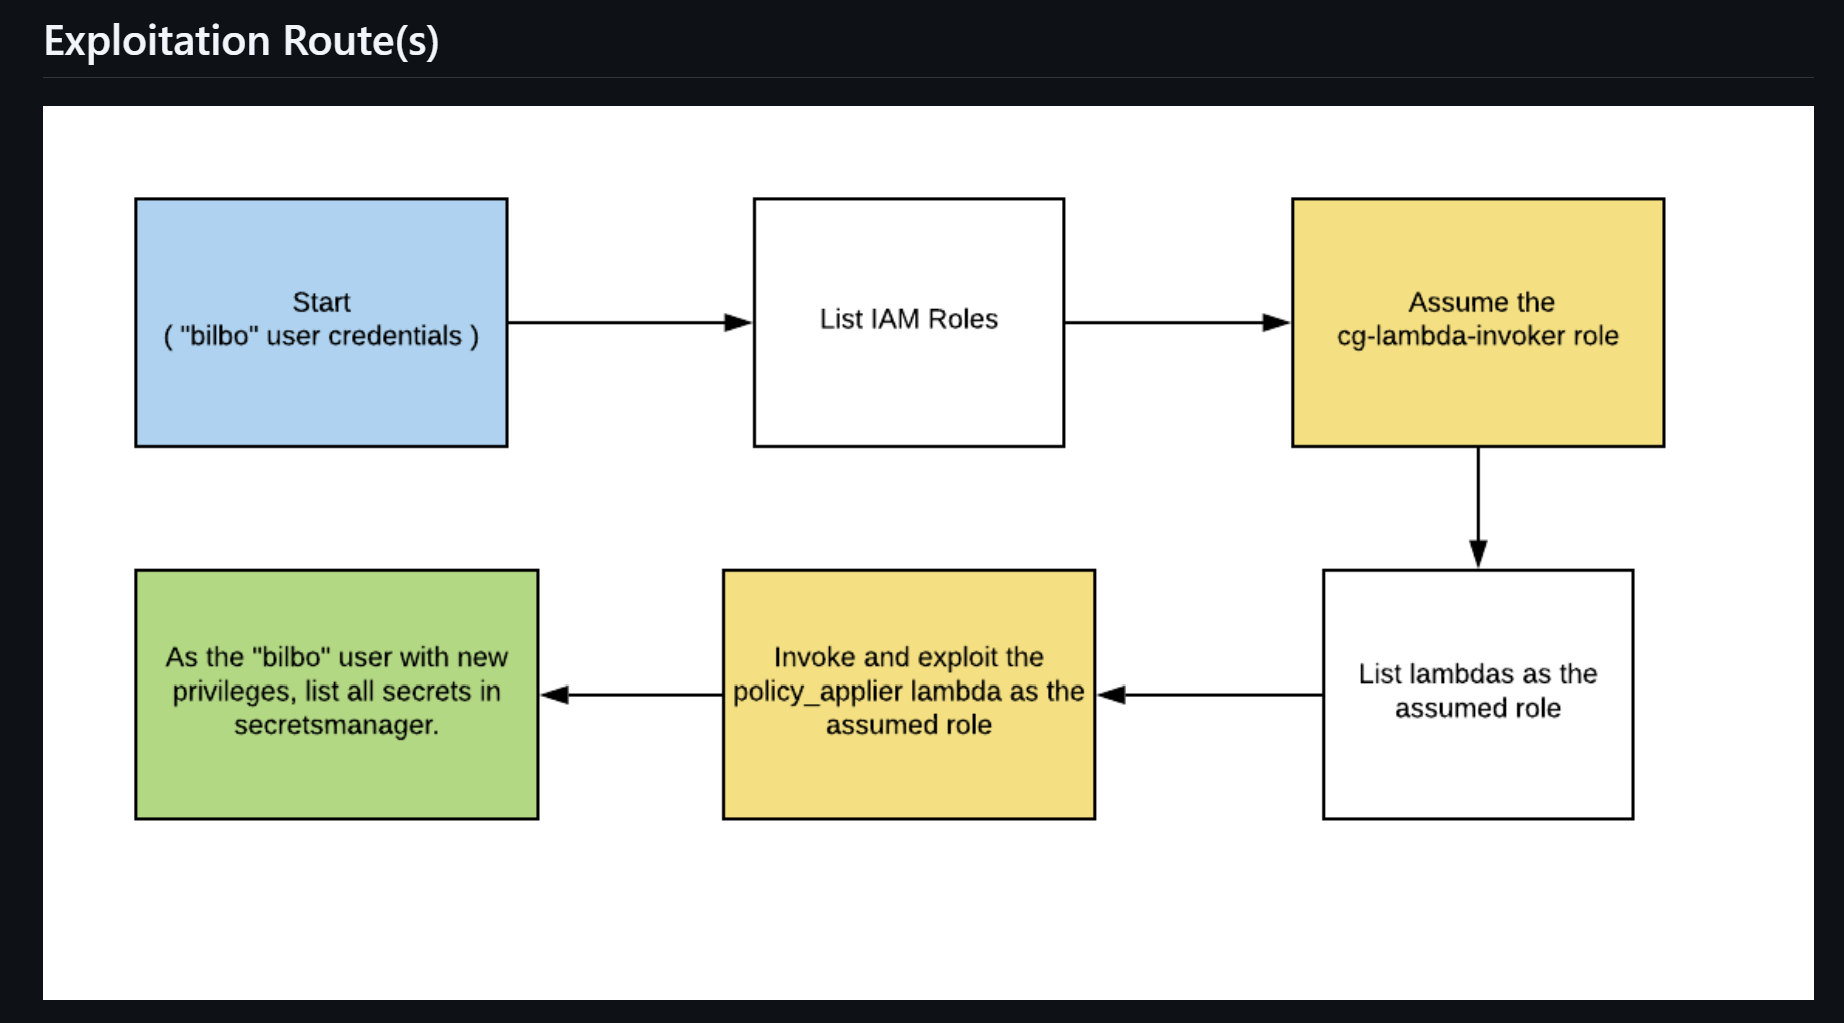 Exploitation Route(s)
Start
( "bilbo" user credentials )
List IAM Roles
Assume the
cg-lambda-invoker role
List lambdas as the
assumed role
Invoke and exploit the
policy_applier lambda as the
assumed role
As the "bilbo" user with new
privileges, list all secrets in
secretsmanager.